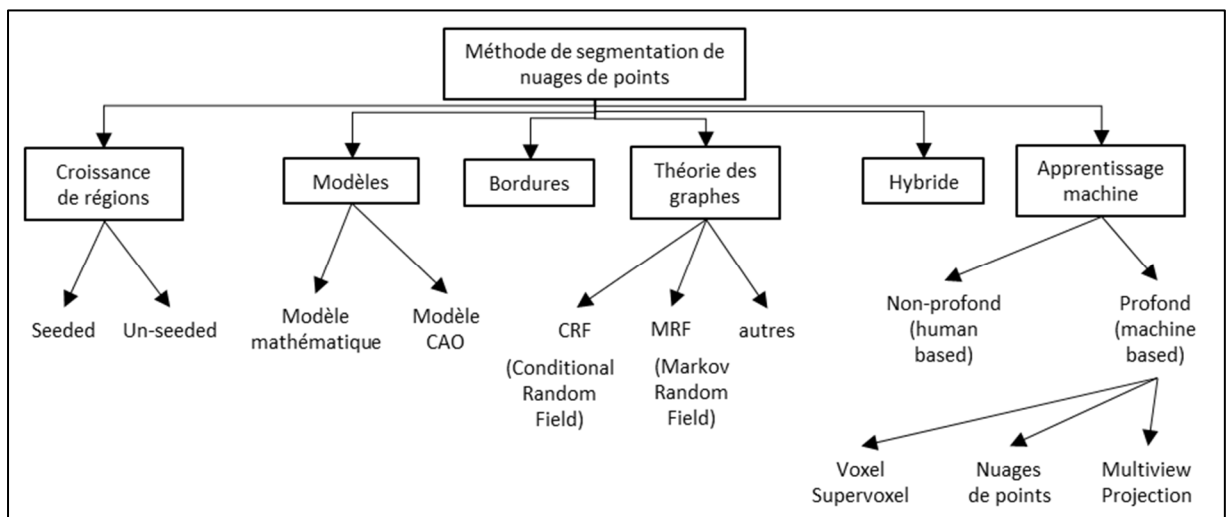 Méthode de segmentation de
nuages de points
Croissance
de régions
Modèles
Bordures
Théorie des
graphes
Hybride
Apprentissage
machine
Seeded
Un-seeded
Modèle
mathématique
Modèle
CAO
CRF
(Conditional
Random
Field)
MRF
(Markov
Random
Field)
autres
Non-profond
(human
based)
Profond
(machine
based)
Voxel
Supervoxel
Nuages
de points
Multiview
Projection